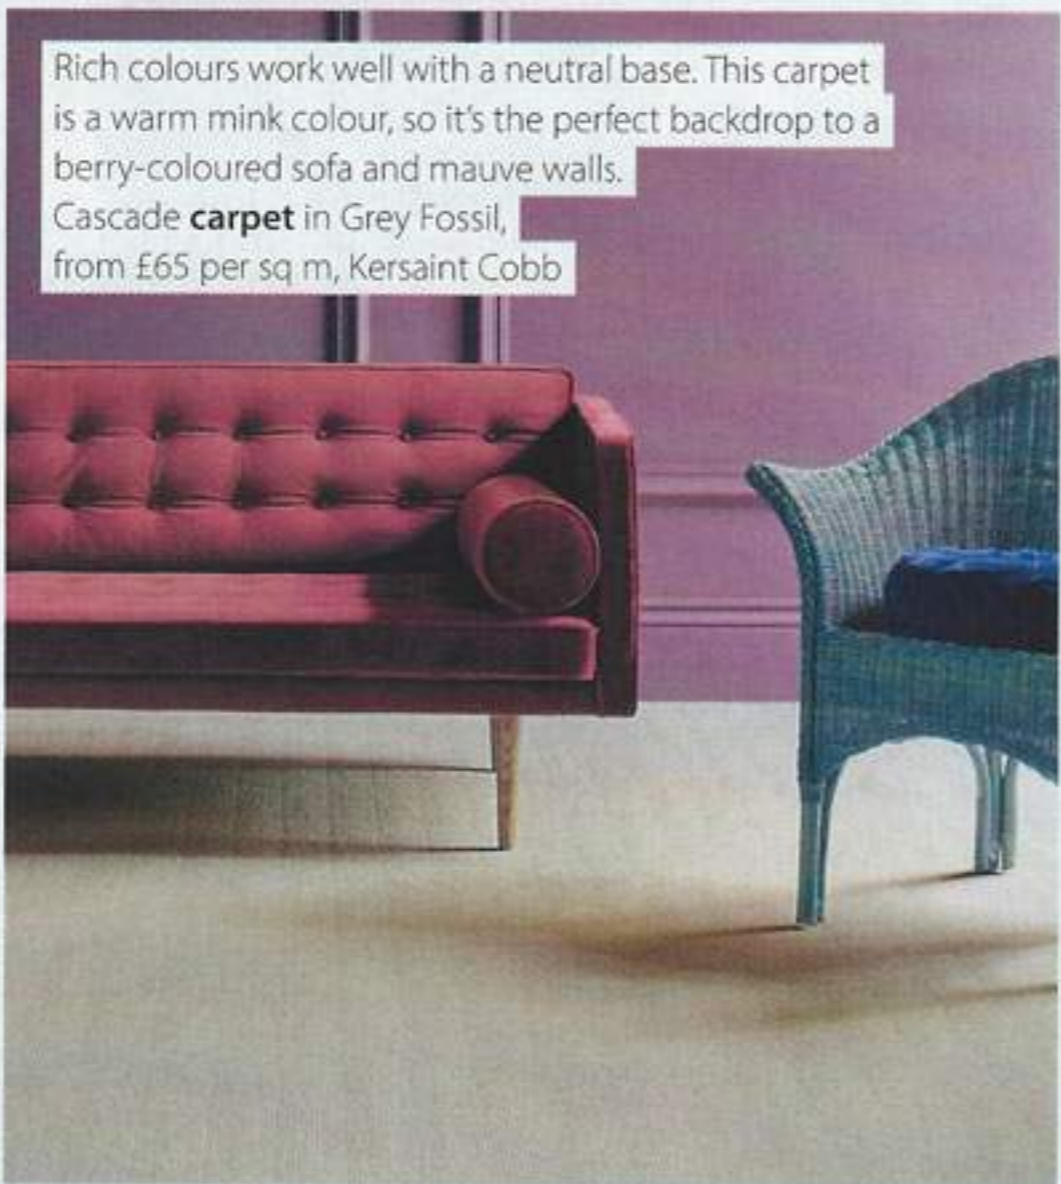 Rich colours work well with a neutral base. This carpet
is a warm mink colour, so it's the perfect backdrop to a
berry-coloured sofa and mauve walls.
Cascade carpet in Grey Fossil,
from £65 per sq m, Kersaint Cobb